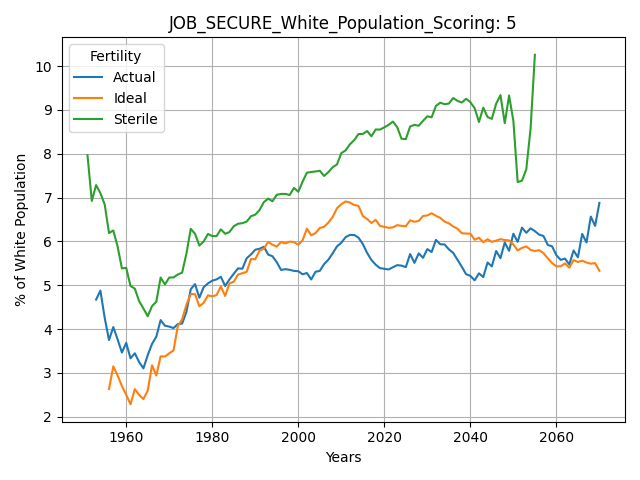 JOB_SECURE_White_Population_Scoring: 5
Fertility
Actual
Ideal
Sterile
% of White Population
10
9
8
7
6
5
4
3
2
1960 1980 2000 2020 2040 2060
Years